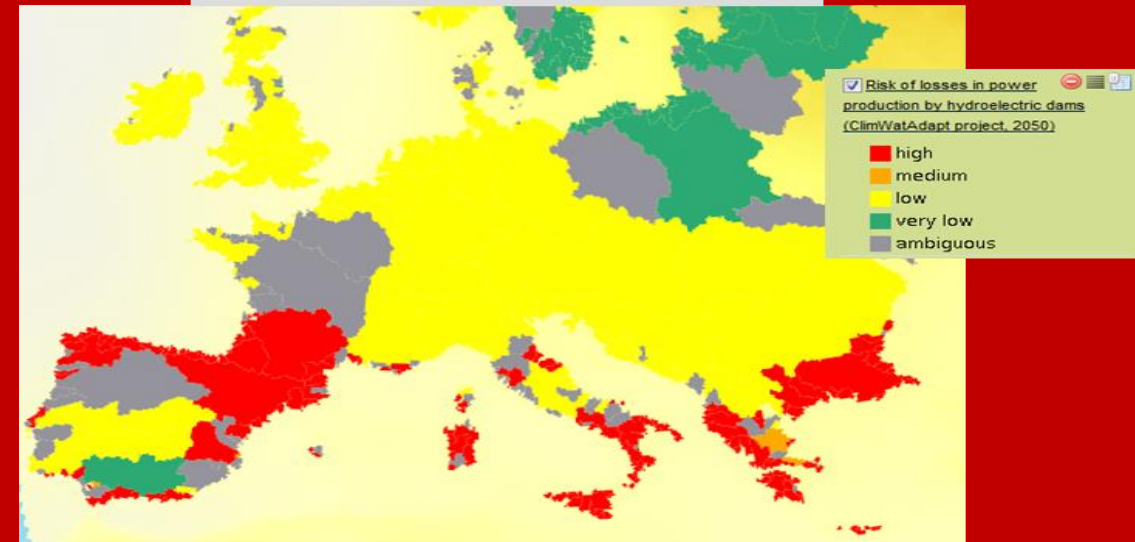 Risk of losses in power
production by hydroelectric dams
(ClimWatAdapt project, 2050)
high
medium
low
very low
ambiguous